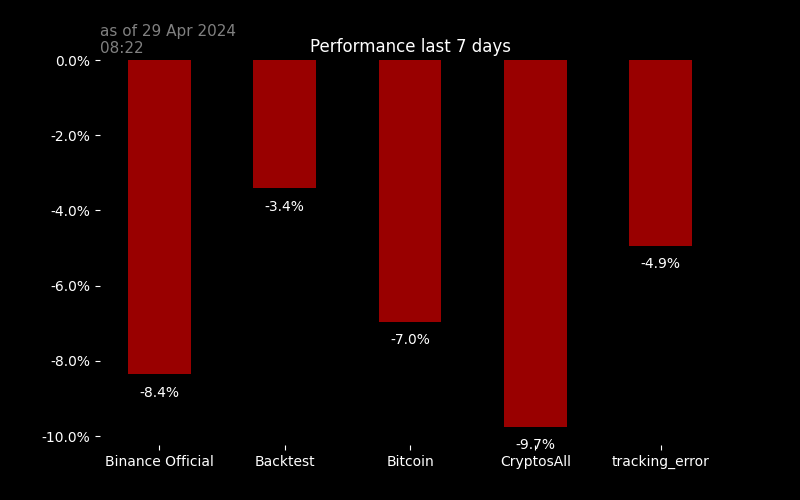 as of 29 Apr 2024
08:22
Performance last 7 days
0.0%
-2.0%
-4.0%
-6.0%
-8.0%
-10.0%
-8.4%
-3.4%
-7.0%
-9.7%
-4.9%
Binance Official
Backtest
Bitcoin
CryptosAll
tracking_error